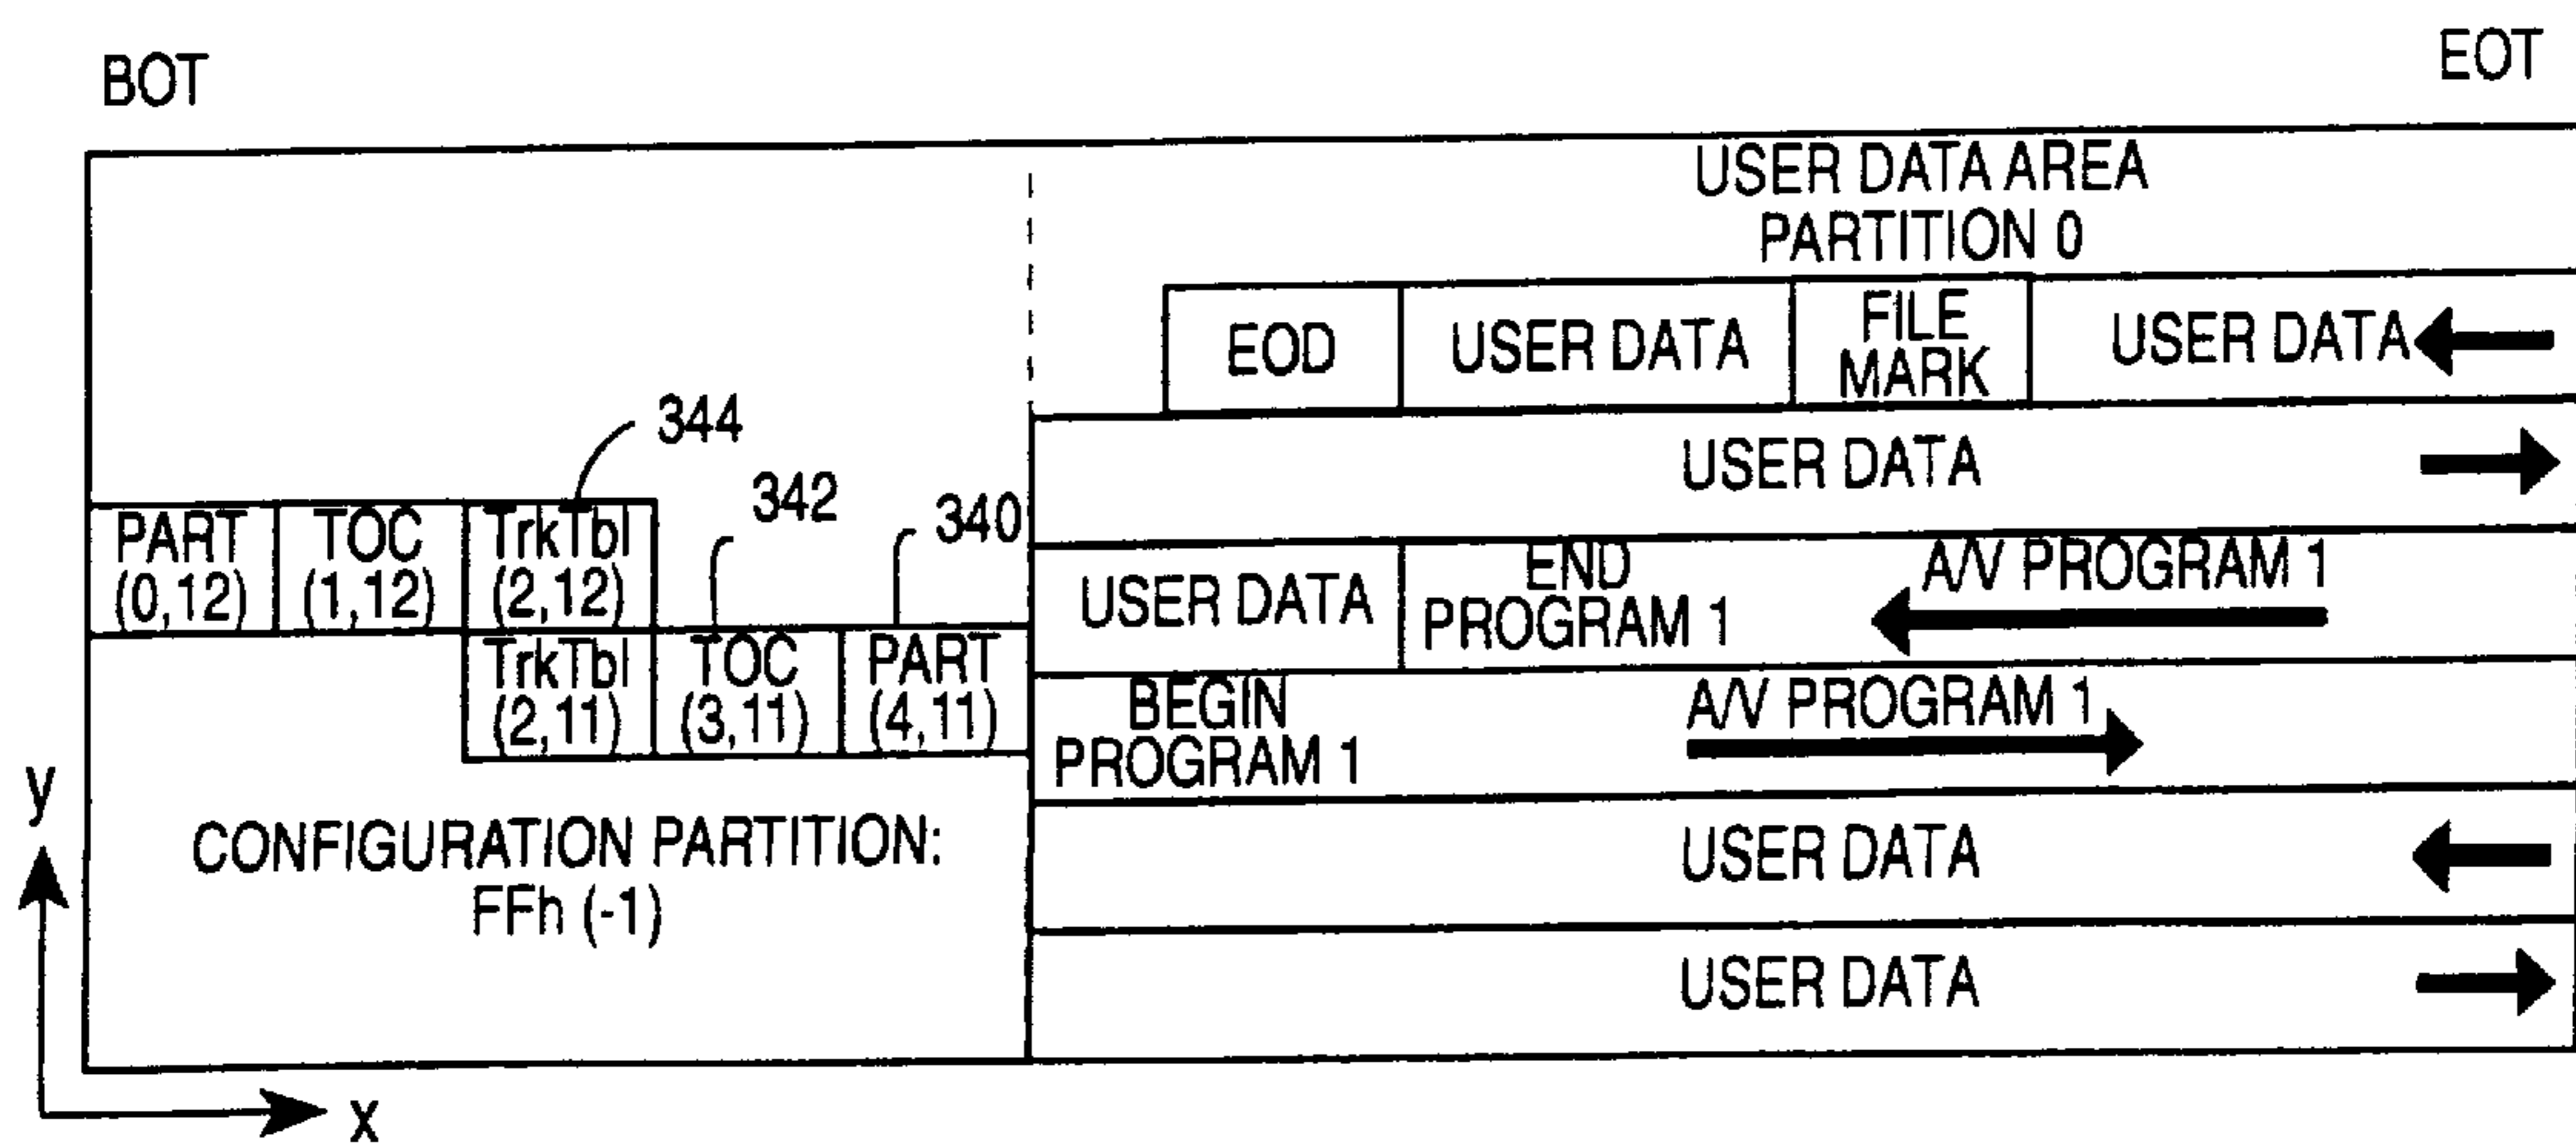 BOT
EOT
USER DATA AREA
PARTITION 0
EOD
USER DATA
FILE
MARK
USER DATA
USER DATA
344
342
340
PART
(0,12)
TOC
(1,12)
TrkTbl
(2,12)
TrkTbl
(2,11)
TOC
(3,11)
PART
(4,11)
USER DATA
END
PROGRAM 1
A/V PROGRAM 1
BEGIN
PROGRAM 1
A/V PROGRAM 1
CONFIGURATION PARTITION:
FFh (-1)
USER DATA
USER DATA
y
x